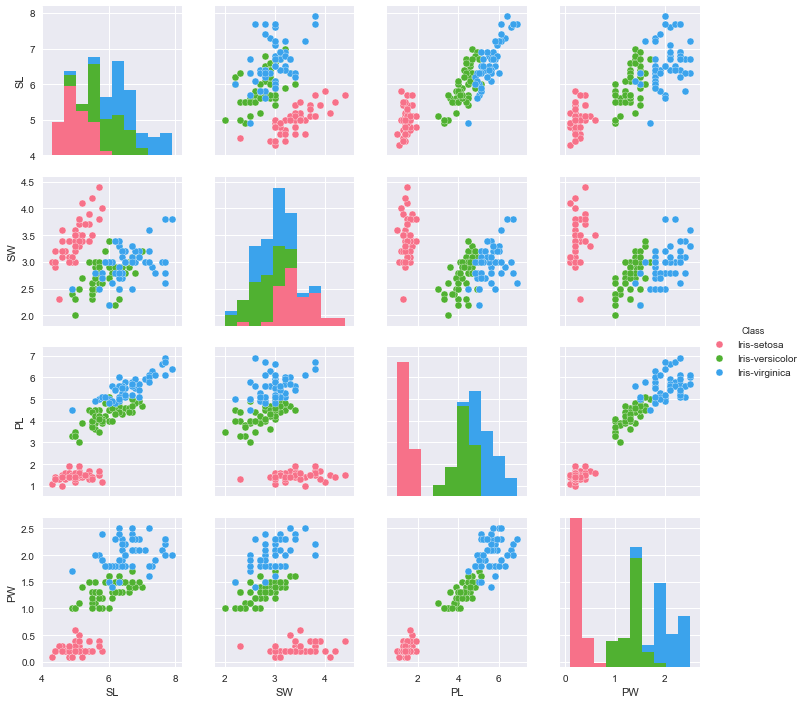 SL
8
7
6
5
4
SW
4.5
4.0
3.5
3.0
2.5
2.0
PL
7
6
5
4
3
2
1
Class
Iris-setosa
Iris-versicolor
Iris-virginica
PW
2.5
2.0
1.5
1.0
0.5
0.0
4 6 8
2 3 4
2 4 6
0 1 2
SL SW PL PW